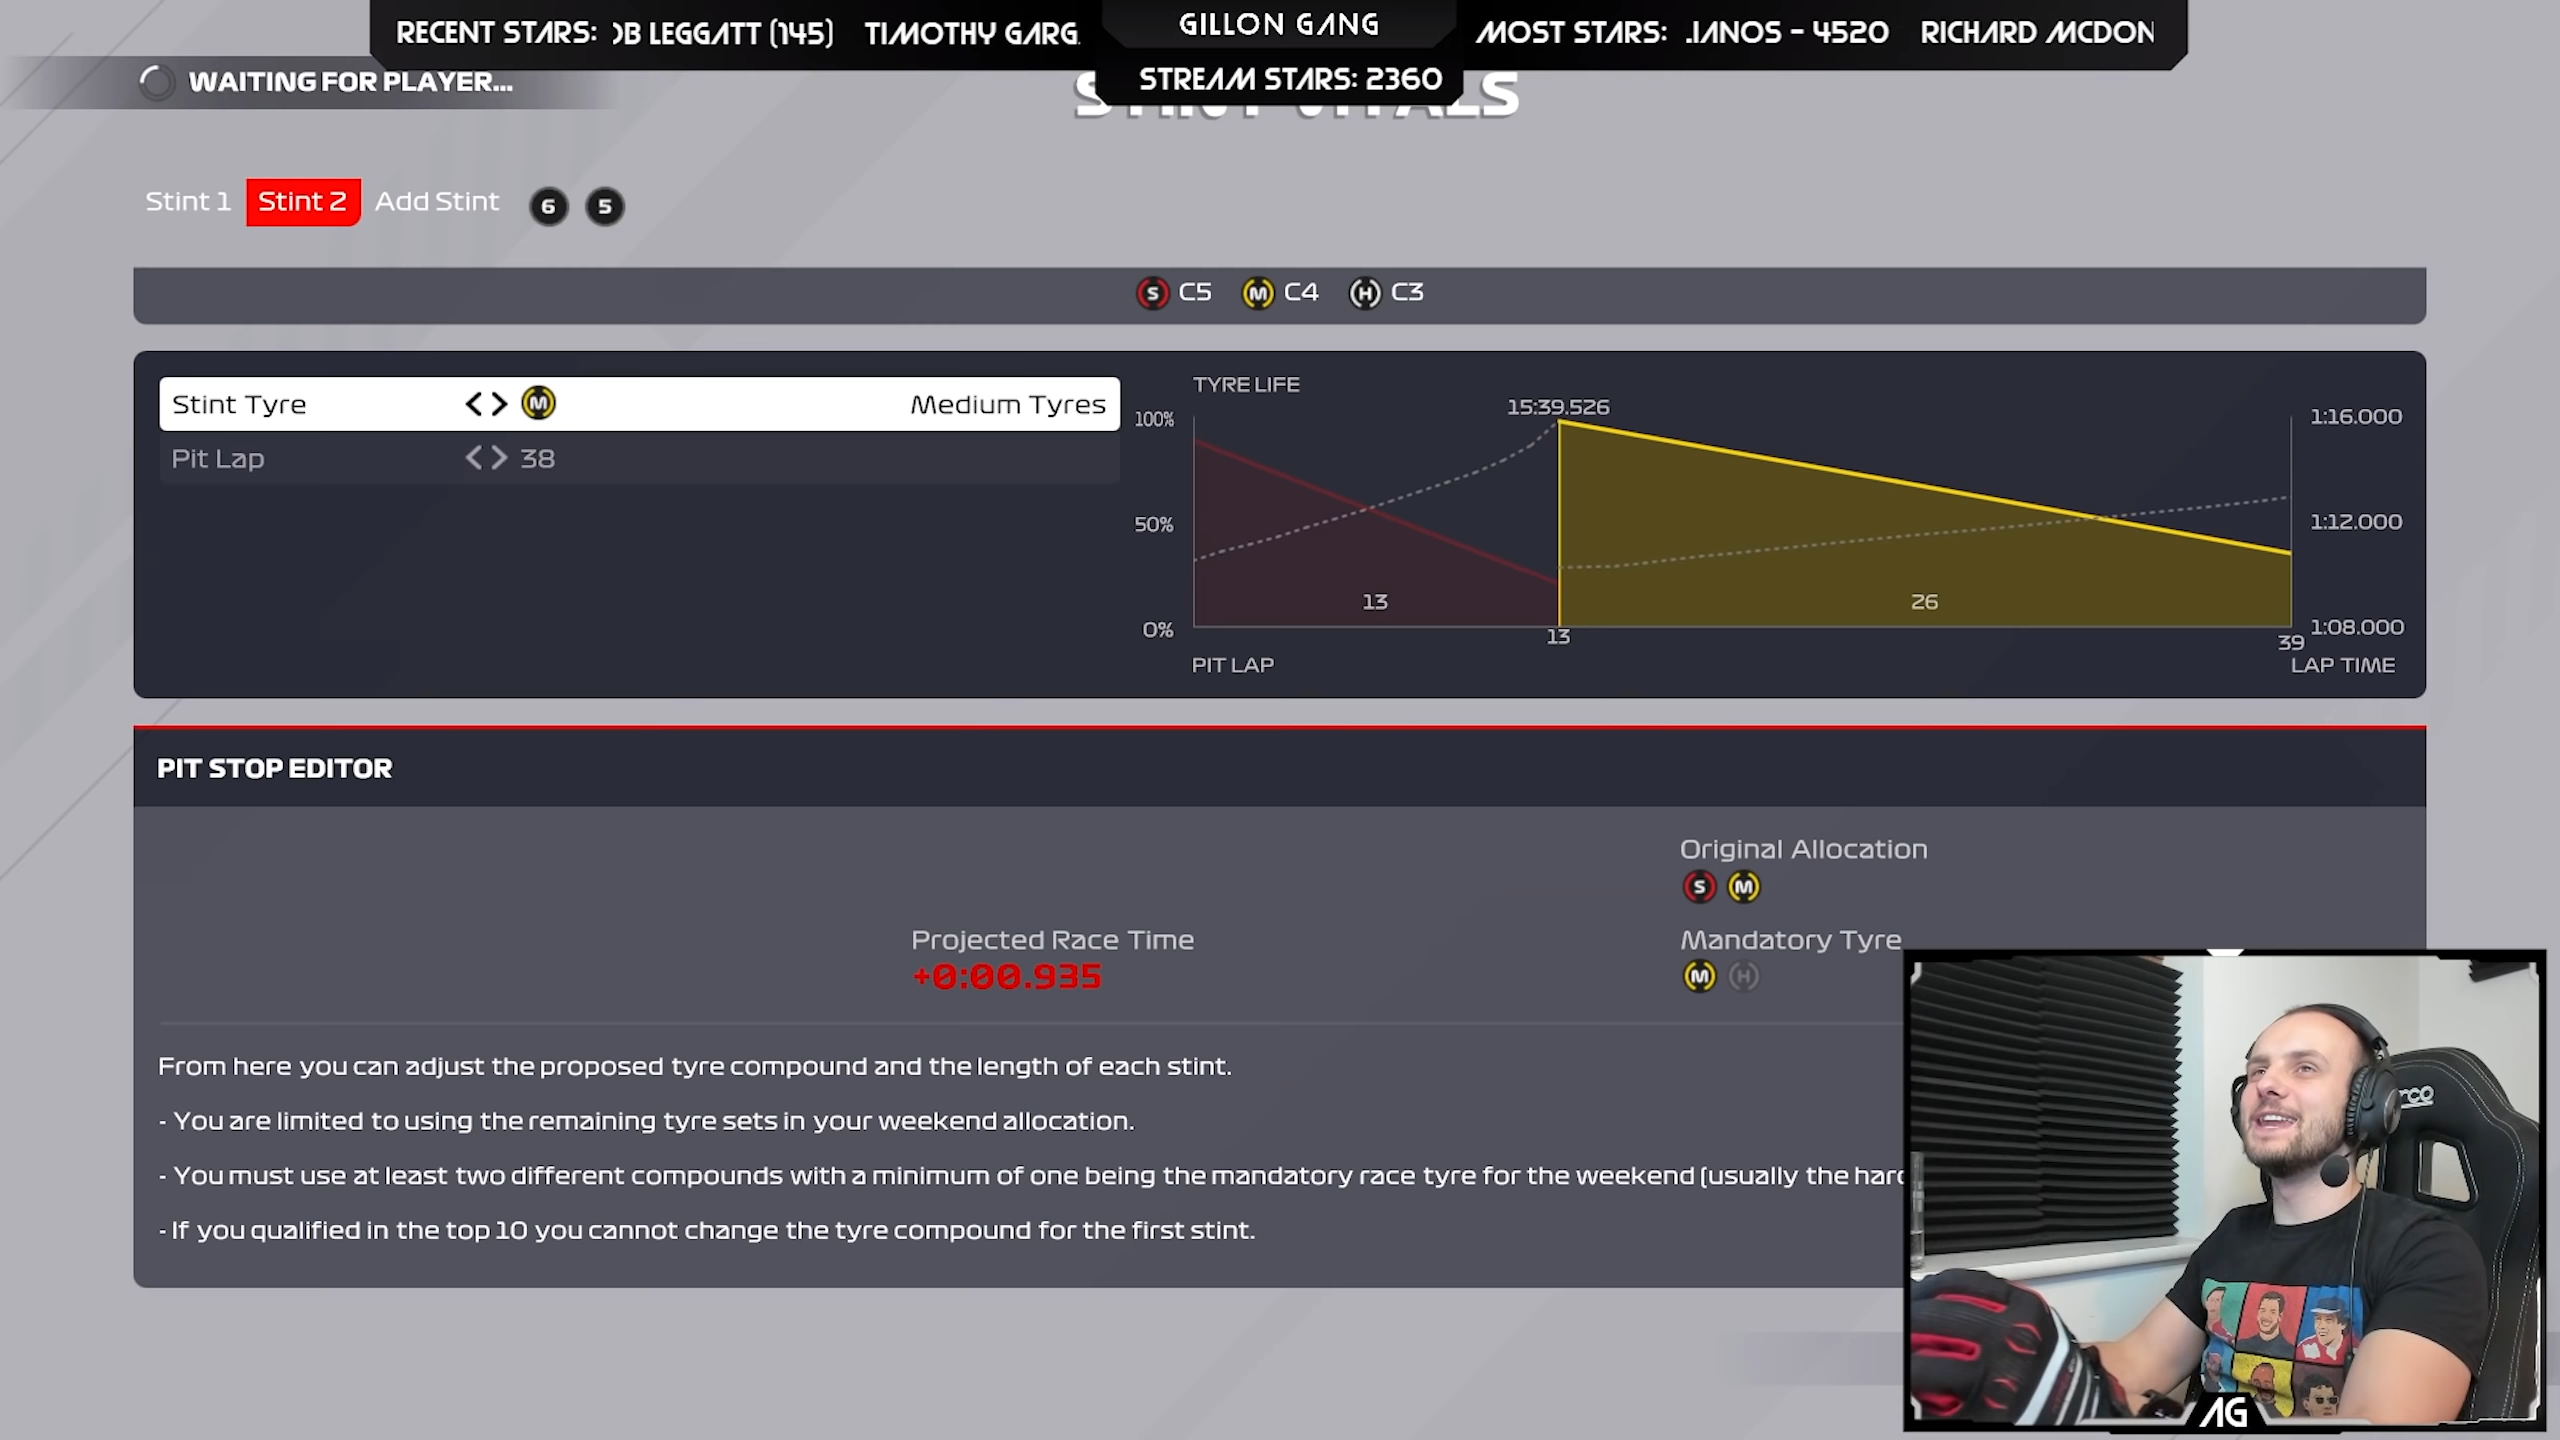 RECENT STARS: OB LEGGATT (145) TIMOTHY GARG
GILLON GANG
MOST STARS: .IANOS - 4520 RICHARD MCDON
STREAM STARS: 2360
WAITING FOR PLAYER...
Stint 1 Stint 2 Add Stint 6 5
S C5 M C4 H C3
Stint Tyre < > M Medium Tyres
Pit Lap < > 38
TYRE LIFE
15:39.526
100%
50%
0%
1:16.000
1:12.000
1:08.000
13
26
13
39
PIT LAP
LAP TIME
PIT STOP EDITOR
Original Allocation
S M
Projected Race Time
+0:00.935
Mandatory Tyre
M H
From here you can adjust the proposed tyre compound and the length of each stint.
- You are limited to using the remaining tyre sets in your weekend allocation.
- You must use at least two different compounds with a minimum of one being the mandatory race tyre for the weekend (usually the hard
- If you qualified in the top 10 you cannot change the tyre compound for the first stint.
rco
AG